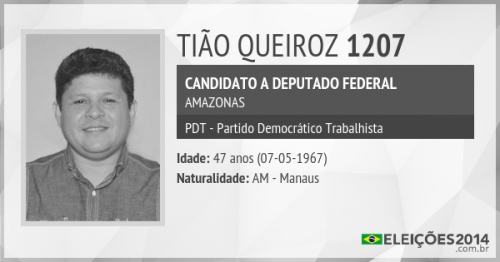 TIÃO QUEIROZ 1207
CANDIDATO A DEPUTADO FEDERAL
AMAZONAS
PDT - Partido Democrático Trabalhista
Idade: 47 anos (07-05-1967)
Naturalidade: AM - Manaus
ELEIÇÕES2014
.com.br